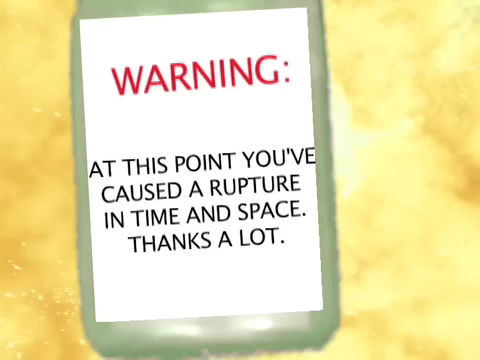 WARNING:
AT THIS POINT YOU'VE
CAUSED A RUPTURE
IN TIME AND SPACE.
THANKS A LOT.